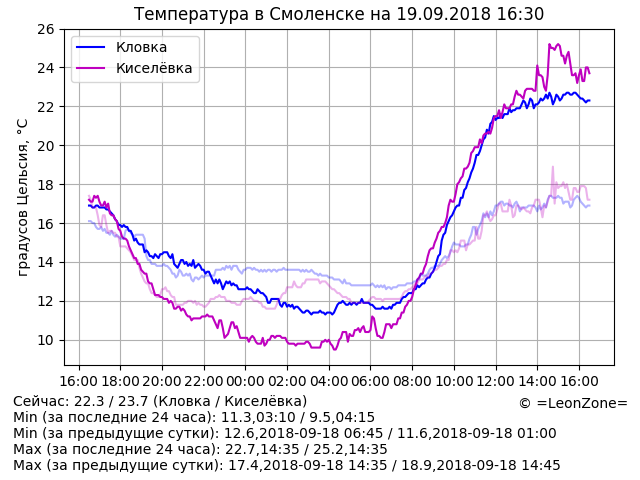 Температура в Смоленске на 19.09.2018 16:30
26
24
22
20
18
16
14
12
10
градусов Цельсия, °C
Кловка
Киселёвка
16:00 18:00 20:00 22:00 00:00 02:00 04:00 06:00 08:00 10:00 12:00 14:00 16:00
Сейчас: 22.3 / 23.7 (Кловка / Киселёвка)
© =LeonZone=
Min (за последние 24 часа): 11.3,03:10 / 9.5,04:15
Min (за предыдущие сутки): 12.6,2018-09-18 06:45 / 11.6,2018-09-18 01:00
Max (за последние 24 часа): 22.7,14:35 / 25.2,14:35
Max (за предыдущие сутки): 17.4,2018-09-18 14:35 / 18.9,2018-09-18 14:45